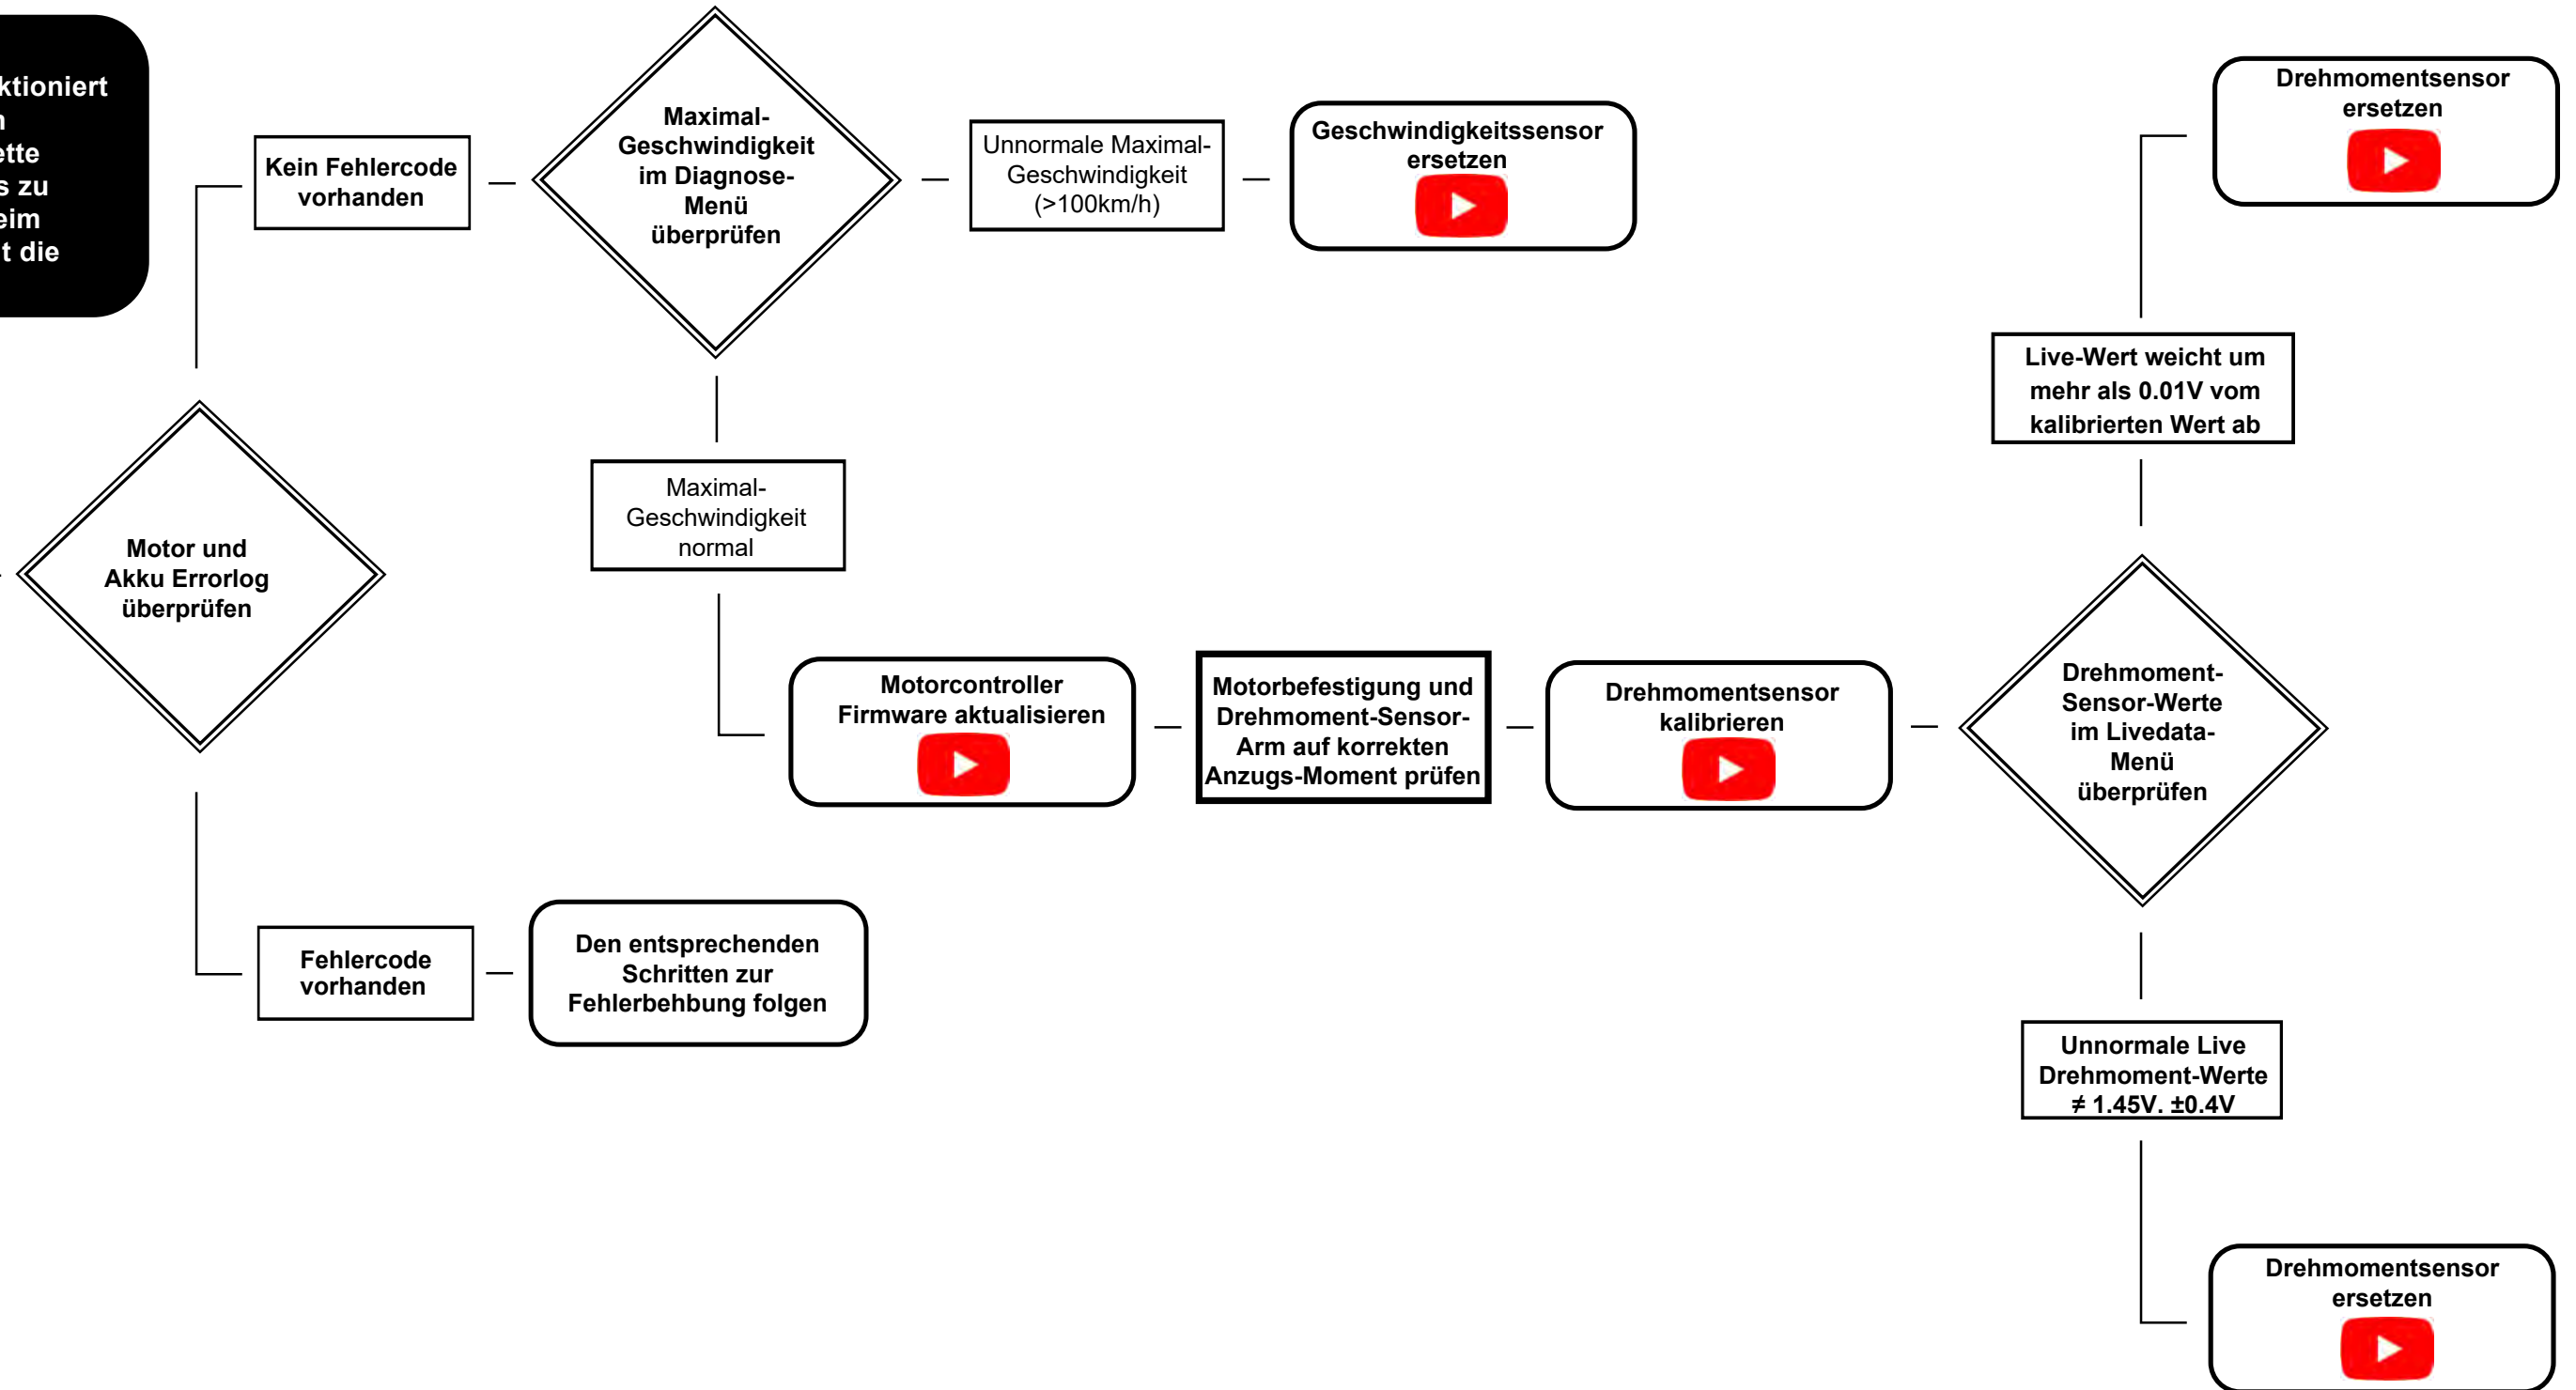 ktioniert
n
ette
s zu
eim
t die
Kein Fehlercode
vorhanden
Maximal-
Geschwindigkeit
im Diagnose-
Menü
überprüfen
Unnormale Maximal-
Geschwindigkeit
(>100km/h)
Geschwindigkeitssensor
ersetzen
Drehmomentsensor
ersetzen
Live-Wert weicht um
mehr als 0.01V vom
kalibrierten Wert ab
Motor und
Akku Errorlog
überprüfen
Maximal-
Geschwindigkeit
normal
Motorcontroller
Firmware aktualisieren
Motorbefestigung und
Drehmoment-Sensor-
Arm auf korrekten
Anzugs-Moment prüfen
Drehmomentsensor
kalibrieren
Drehmoment-
Sensor-Werte
im Livedata-
Menü
überprüfen
Fehlercode
vorhanden
Den entsprechenden
Schritten zur
Fehlerbehbung folgen
Unnormale Live
Drehmoment-Werte
≠ 1.45V. ±0.4V
Drehmomentsensor
ersetzen